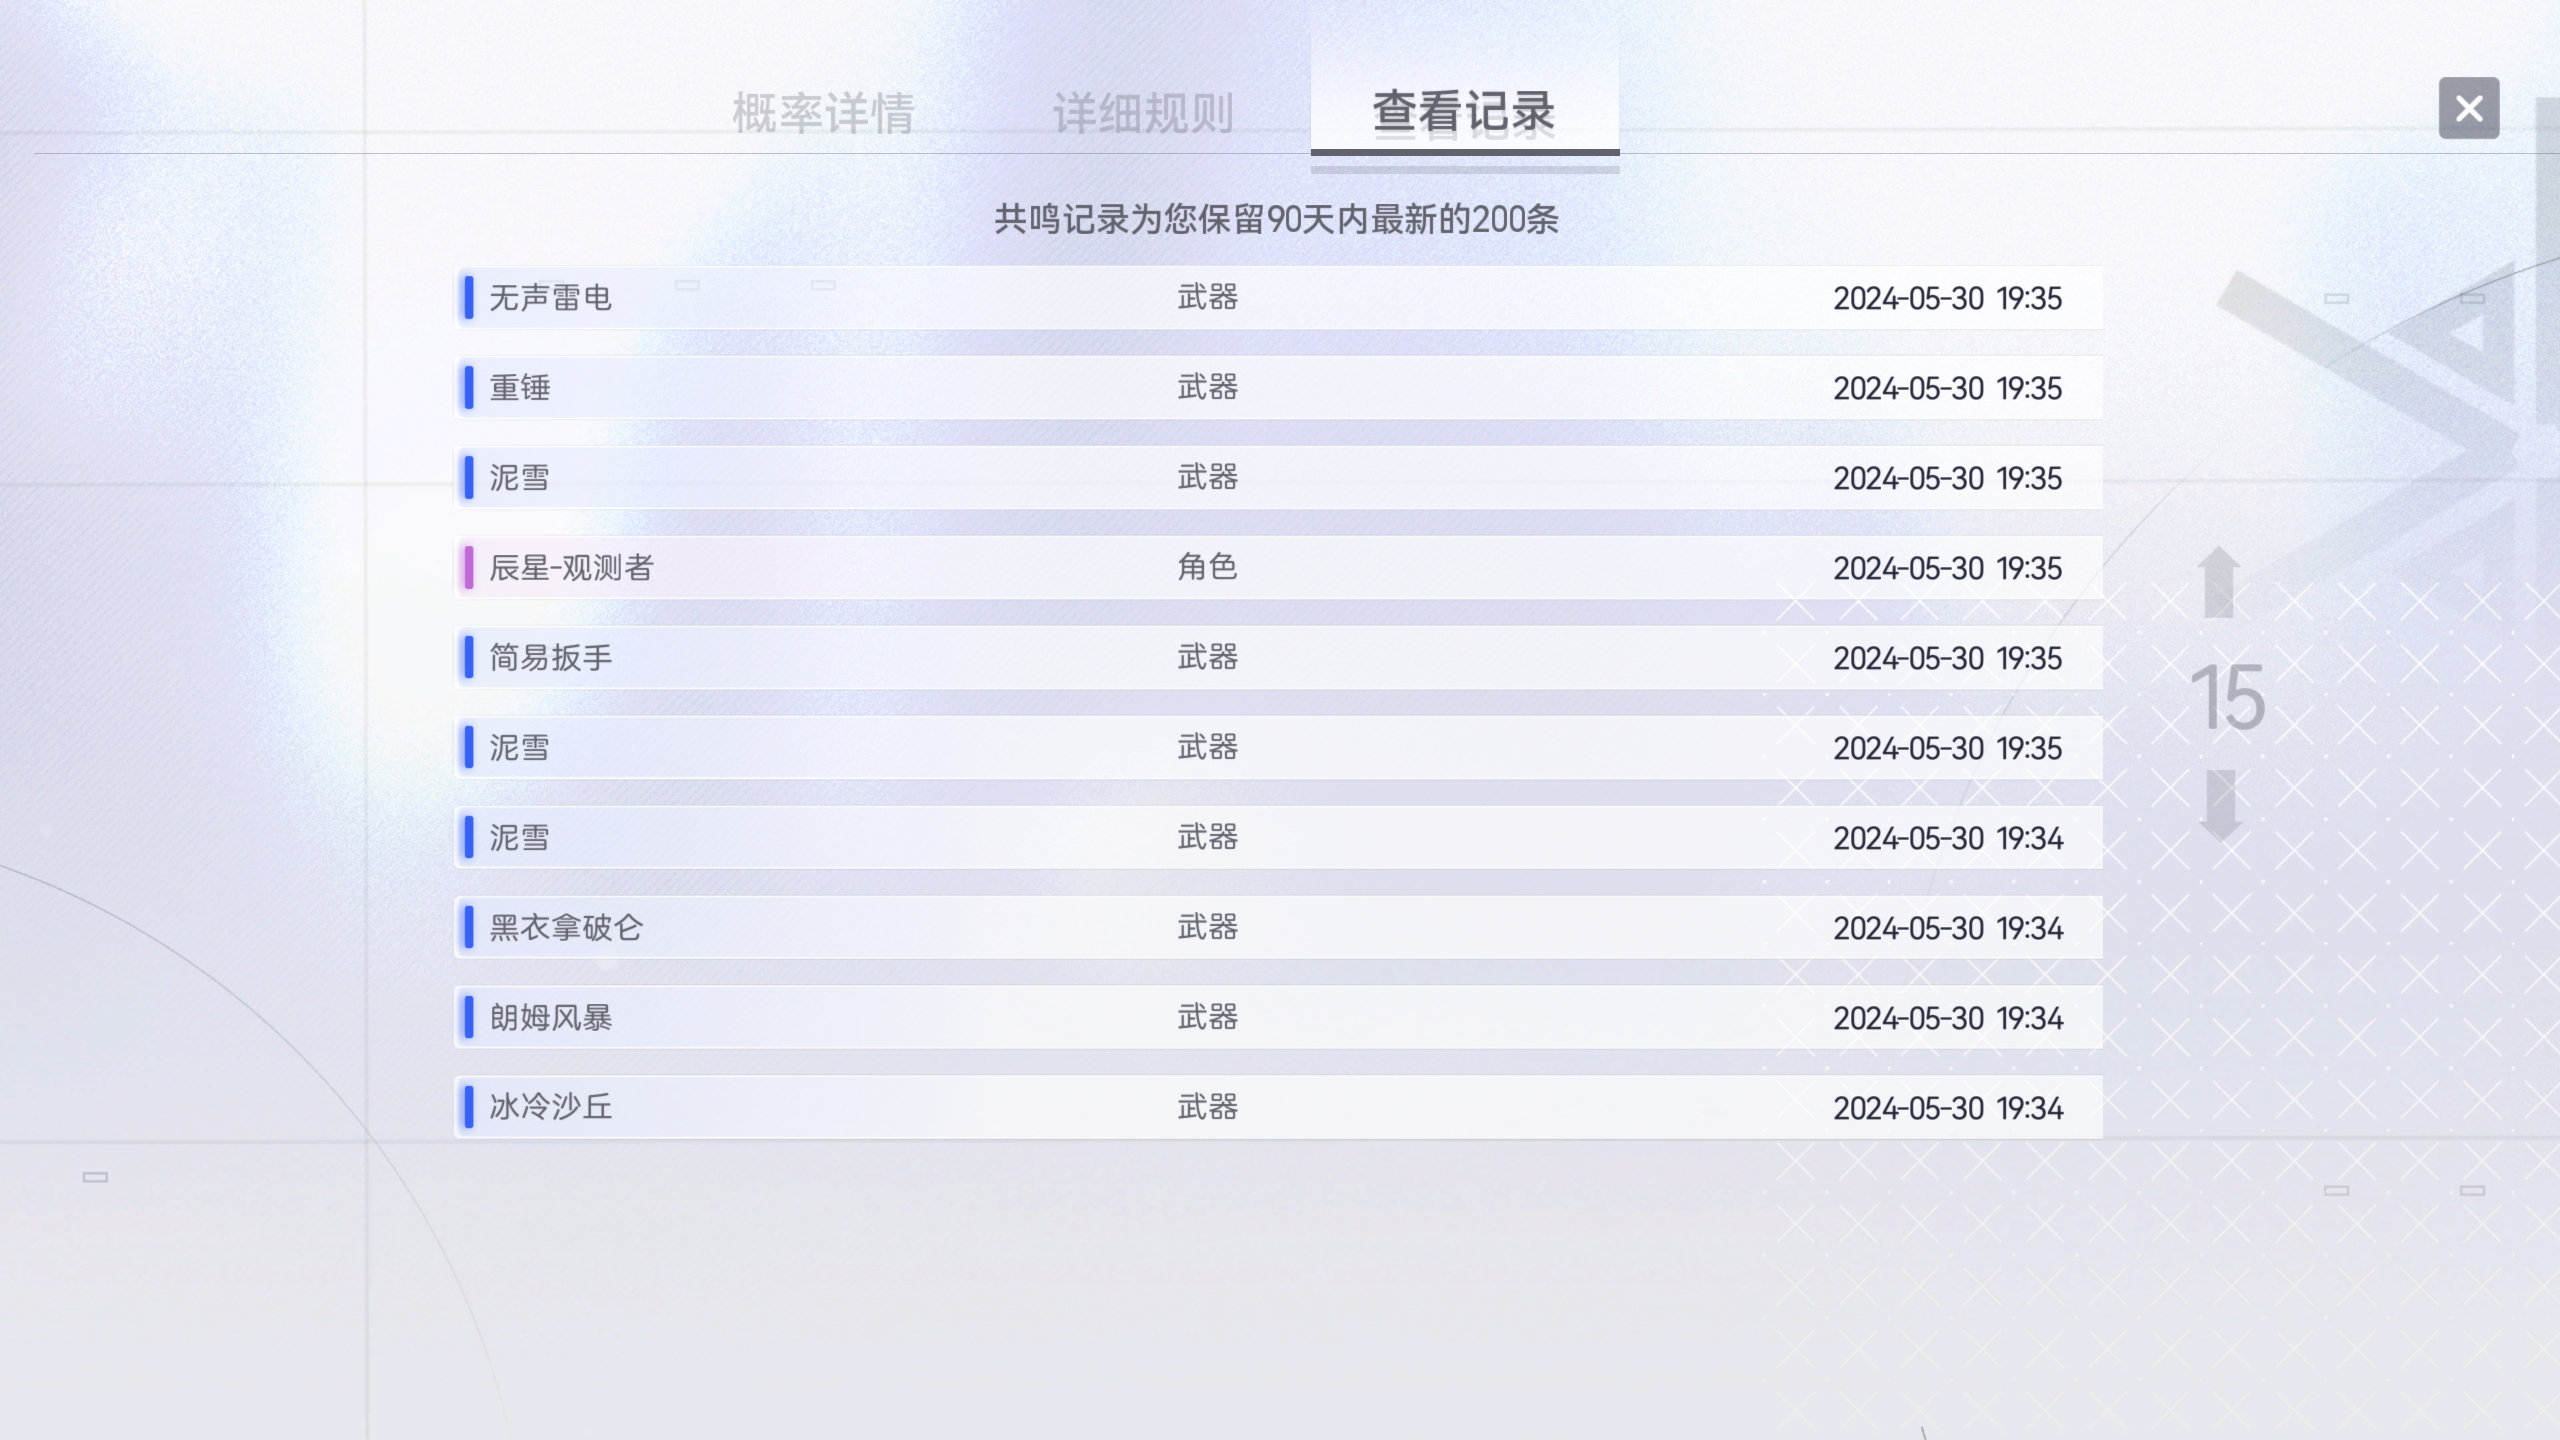 概率详情 详细规则 查看记录
共鸣记录为您保留90天内最新的200条
无声雷电 武器 2024-05-30 19:35
重锤 武器 2024-05-30 19:35
泥雪 武器 2024-05-30 19:35
辰星-观测者 角色 2024-05-30 19:35
简易扳手 武器 2024-05-30 19:35
泥雪 武器 2024-05-30 19:35
15
泥雪 武器 2024-05-30 19:34
黑衣拿破仑 武器 2024-05-30 19:34
朗姆风暴 武器 2024-05-30 19:34
冰冷沙丘 武器 2024-05-30 19:34